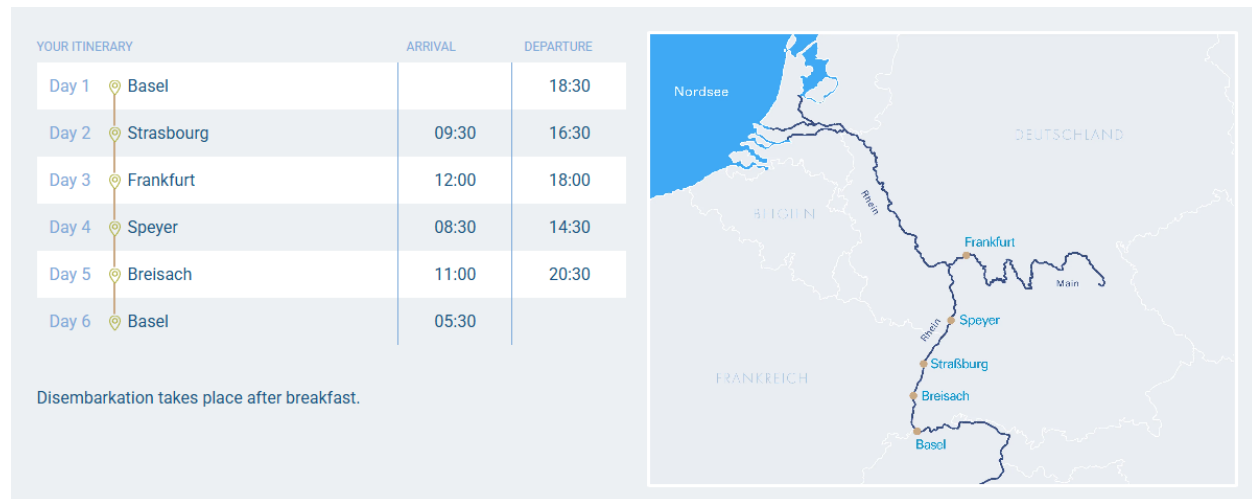 YOUR ITINERARY ARRIVAL DEPARTURE
Day 1 Basel 18:30
Day 2 Strasbourg 09:30 16:30
Day 3 Frankfurt 12:00 18:00
Day 4 Speyer 08:30 14:30
Day 5 Breisach 11:00 20:30
Day 6 Basel 05:30
Disembarkation takes place after breakfast.
Nordsee
DEUTSCHLAND
Rhein
BELGIEN
Frankfurt
Main
Speyer
Rhein
Straßburg
FRANKREICH
Breisach
Basel